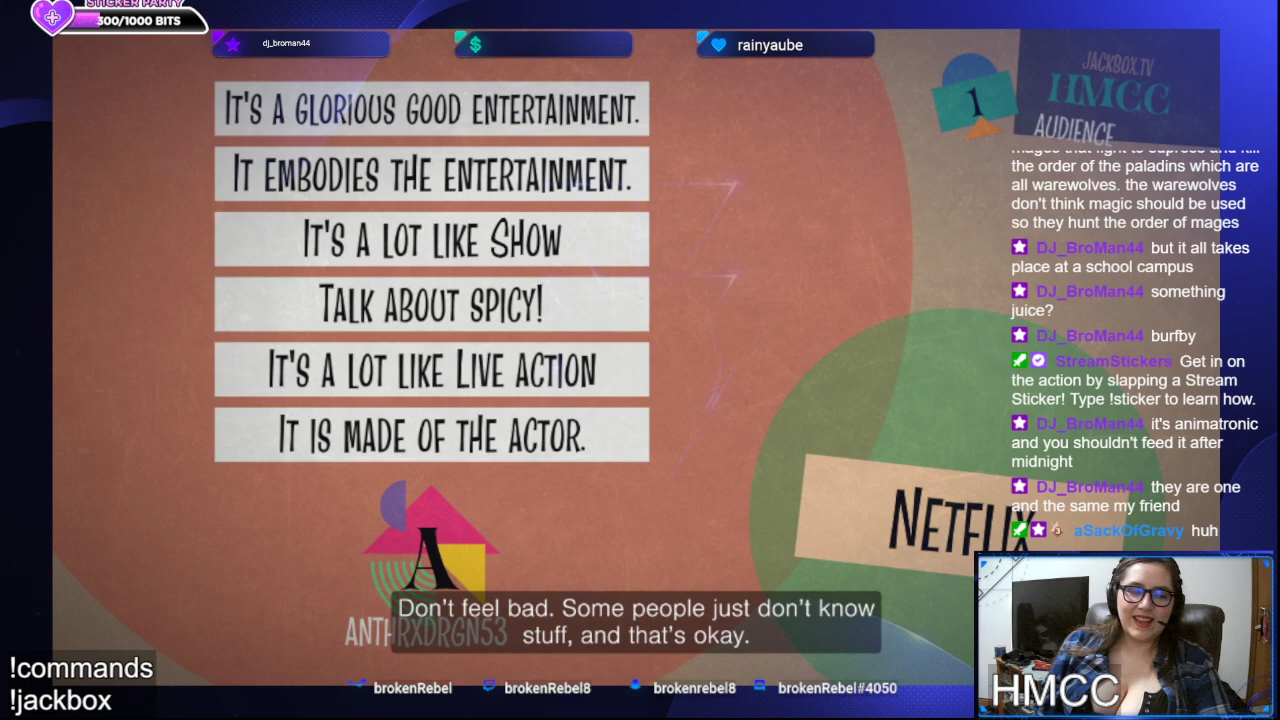 STICKER PARTY
300/1000 BITS
dj_broman44
$
rainyaube
JACKBOX.TV
HMCC
AUDIENCE
1
IT'S A GLORIOUS GOOD ENTERTAINMENT.
IT EMBODIES THE ENTERTAINMENT.
IT'S A LOT LIKE SHOW
TALK ABOUT SPICY!
IT'S A LOT LIKE LIVE ACTION
IT IS MADE OF THE ACTOR.
NETFLIX
A
ANTHRXDRGN53
Don't feel bad. Some people just don't know
stuff, and that's okay.
the order of the paladins which are
all warewolves. the warewolves
don't think magic should be used
so they hunt the order of mages
DJ_BroMan44 but it all takes
place at a school campus
DJ_BroMan44 something
juice?
DJ_BroMan44 burfby
StreamStickers Get in on
the action by slapping a Stream
Sticker! Type !sticker to learn how.
DJ_BroMan44 it's animatronic
and you shouldn't feed it after
midnight
DJ_BroMan44 they are one
and the same my friend
aSackOfGravy huh
!commands
!jackbox
brokenRebel
brokenRebel8
brokenrebel8
brokenRebel#4050
HMCC